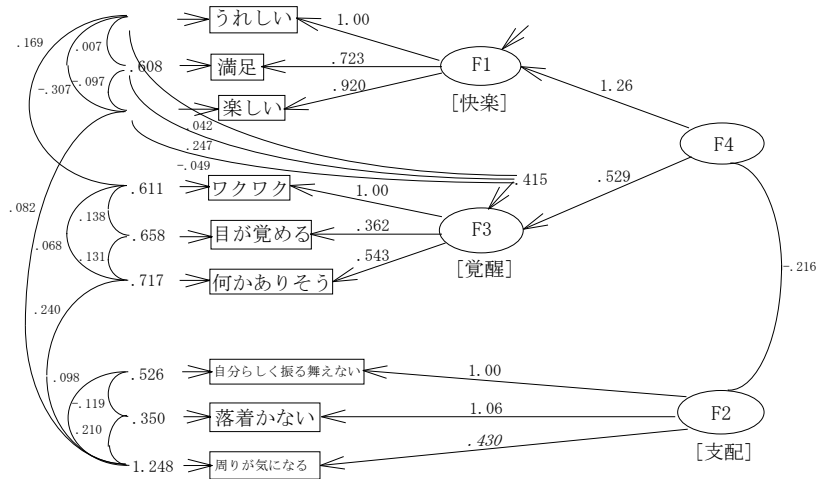 うれしい
1.00
.169
.007
.608
満足
.723
F1
-.097
-.307
楽しい
.920
[快楽]
1.26
.042
.247
F4
-.049
.415
.529
.611
ワクワク
1.00
.082
.138
.658
目が覚める
.362
F3
.068
.131
.543
[覚醒]
-.216
.717
何かありそう
.240
.098
.526
自分らしく振る舞えない
1.00
-.119
.350
落着かない
1.06
F2
.210
.430
[支配]
1.248
周りが気になる